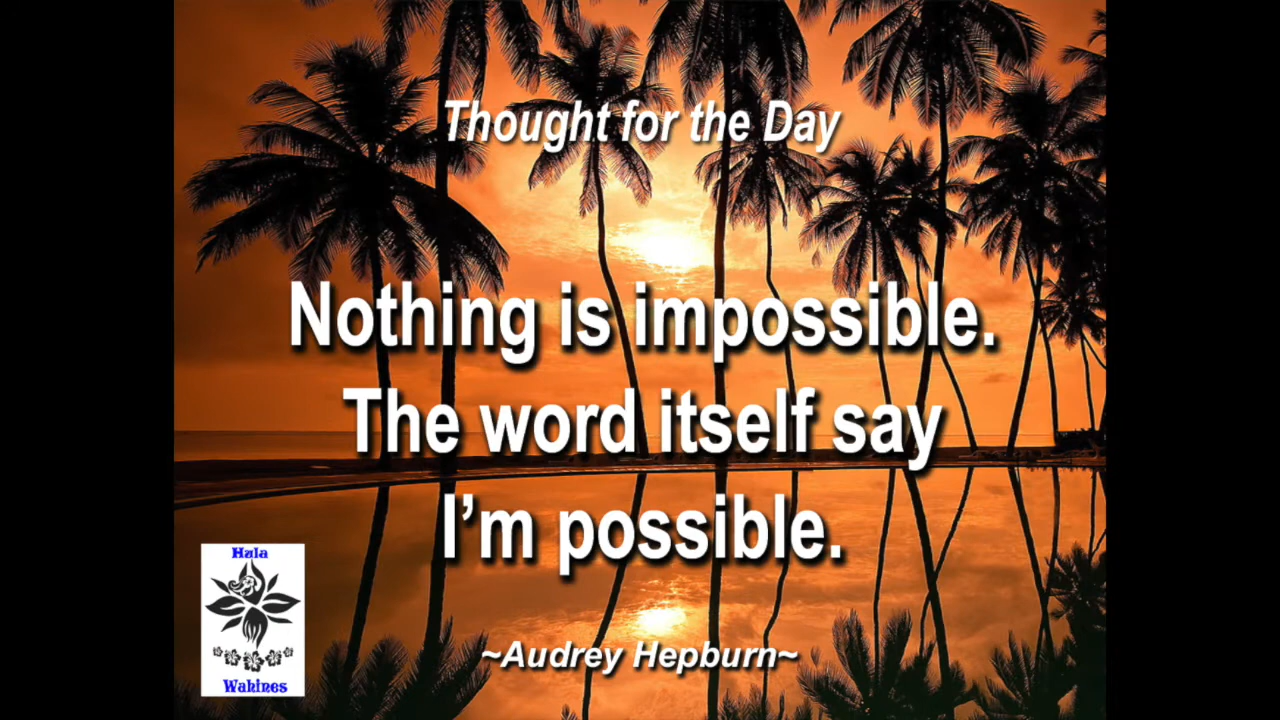 Thought for the Day
Nothing is impossible.
The word itself say
I’m possible.
~Audrey Hepburn~
Hula
Wahines